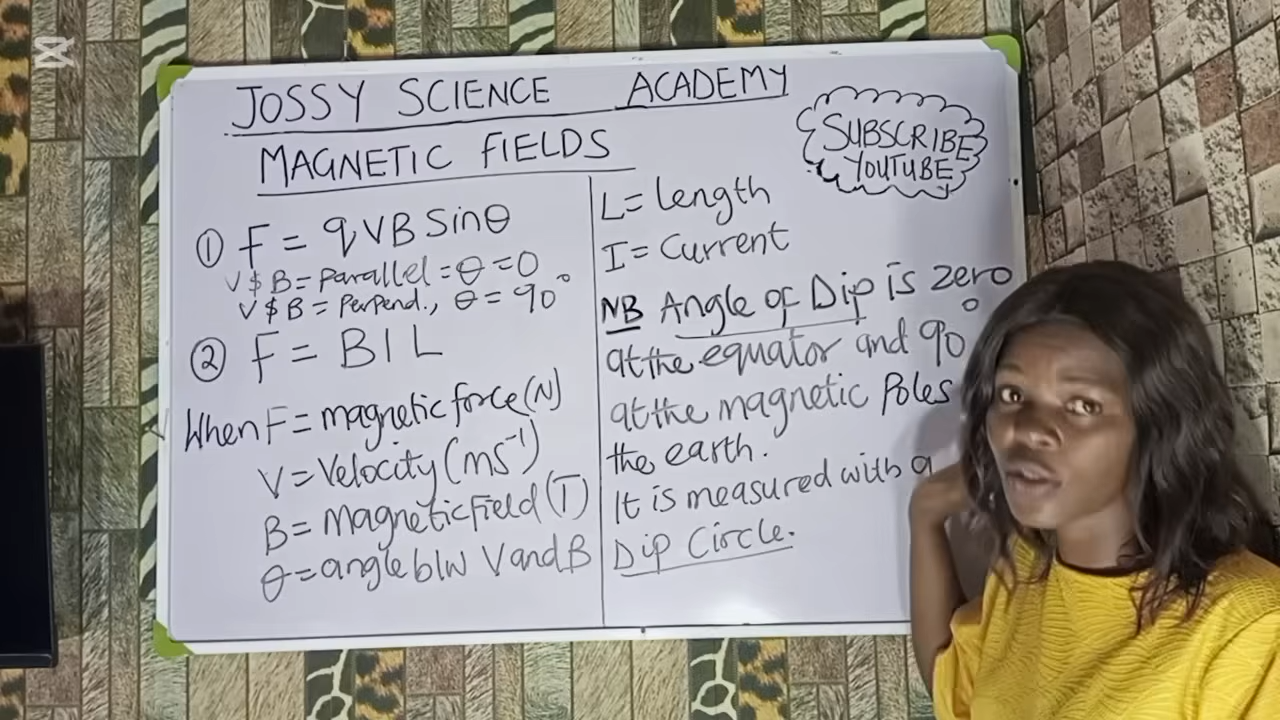 JOSSY SCIENCE ACADEMY
MAGNETIC FIELDS
SUBSCRIBE
YOUTUBE
① F = qVB Sinθ
V $ B = parallel = θ = 0
V $ B = Perpend., θ = 90°
② F = BIL
When F = magnetic force (N)
V = Velocity (ms⁻¹)
B = Magnetic Field (T)
θ = angle b/w V and B
L = length
I = Current
NB Angle of Dip is zero
at the equator and 90°
at the magnetic Poles
the earth.
It is measured with a
Dip Circle.